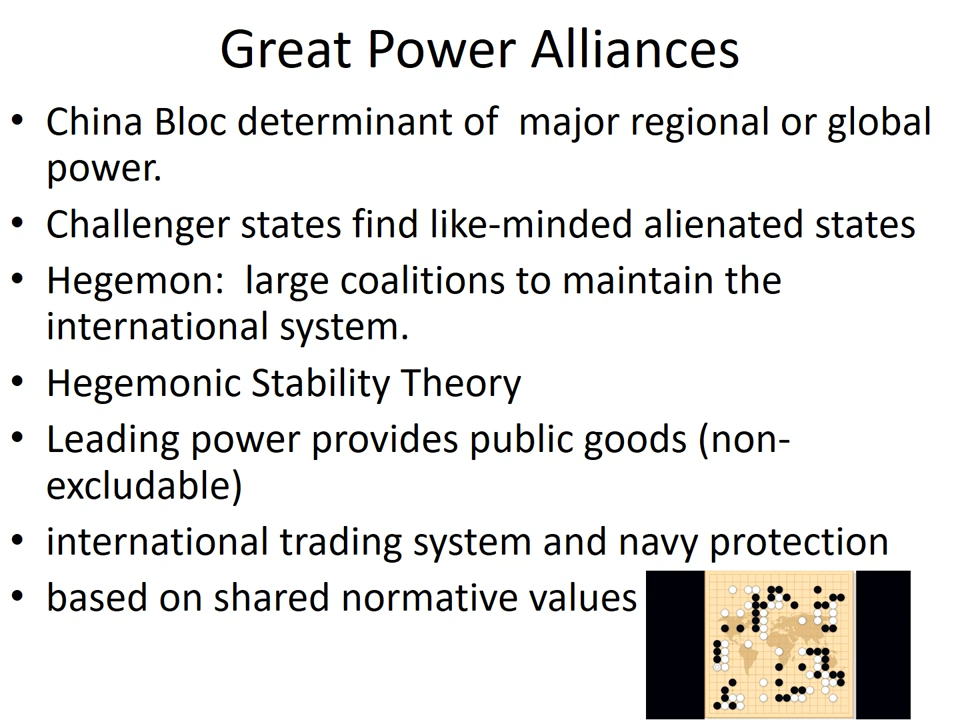 Great Power Alliances
• China Bloc determinant of  major regional or global
power.
• Challenger states find like-minded alienated states
• Hegemon:  large coalitions to maintain the
international system.
• Hegemonic Stability Theory
• Leading power provides public goods (non-
excludable)
• international trading system and navy protection
• based on shared normative values